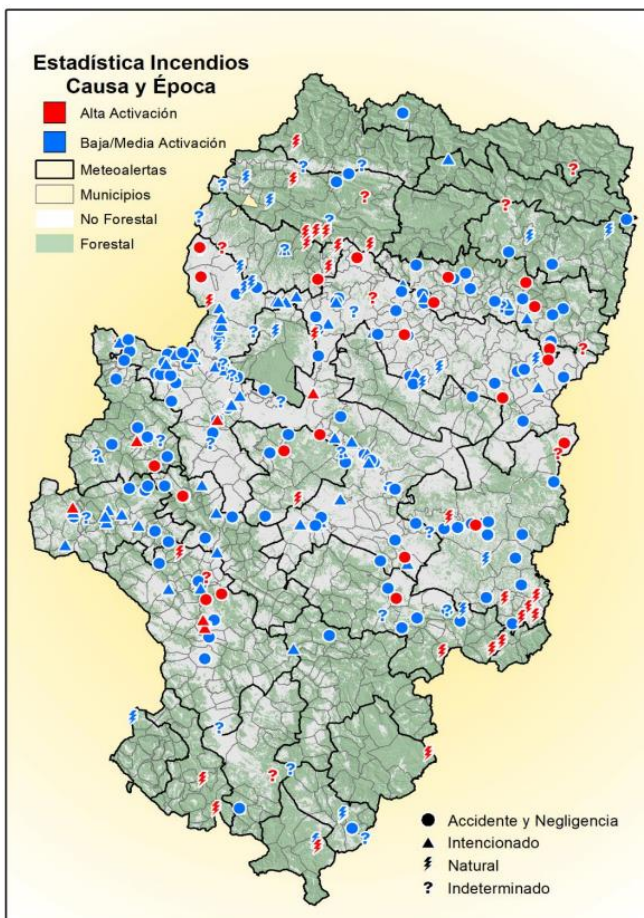 Estadística Incendios
Causa y Época
Alta Activación
Baja/Media Activación
Meteoalertas
Municipios
No Forestal
Forestal
Accidente y Negligencia
Intencionado
Natural
? Indeterminado